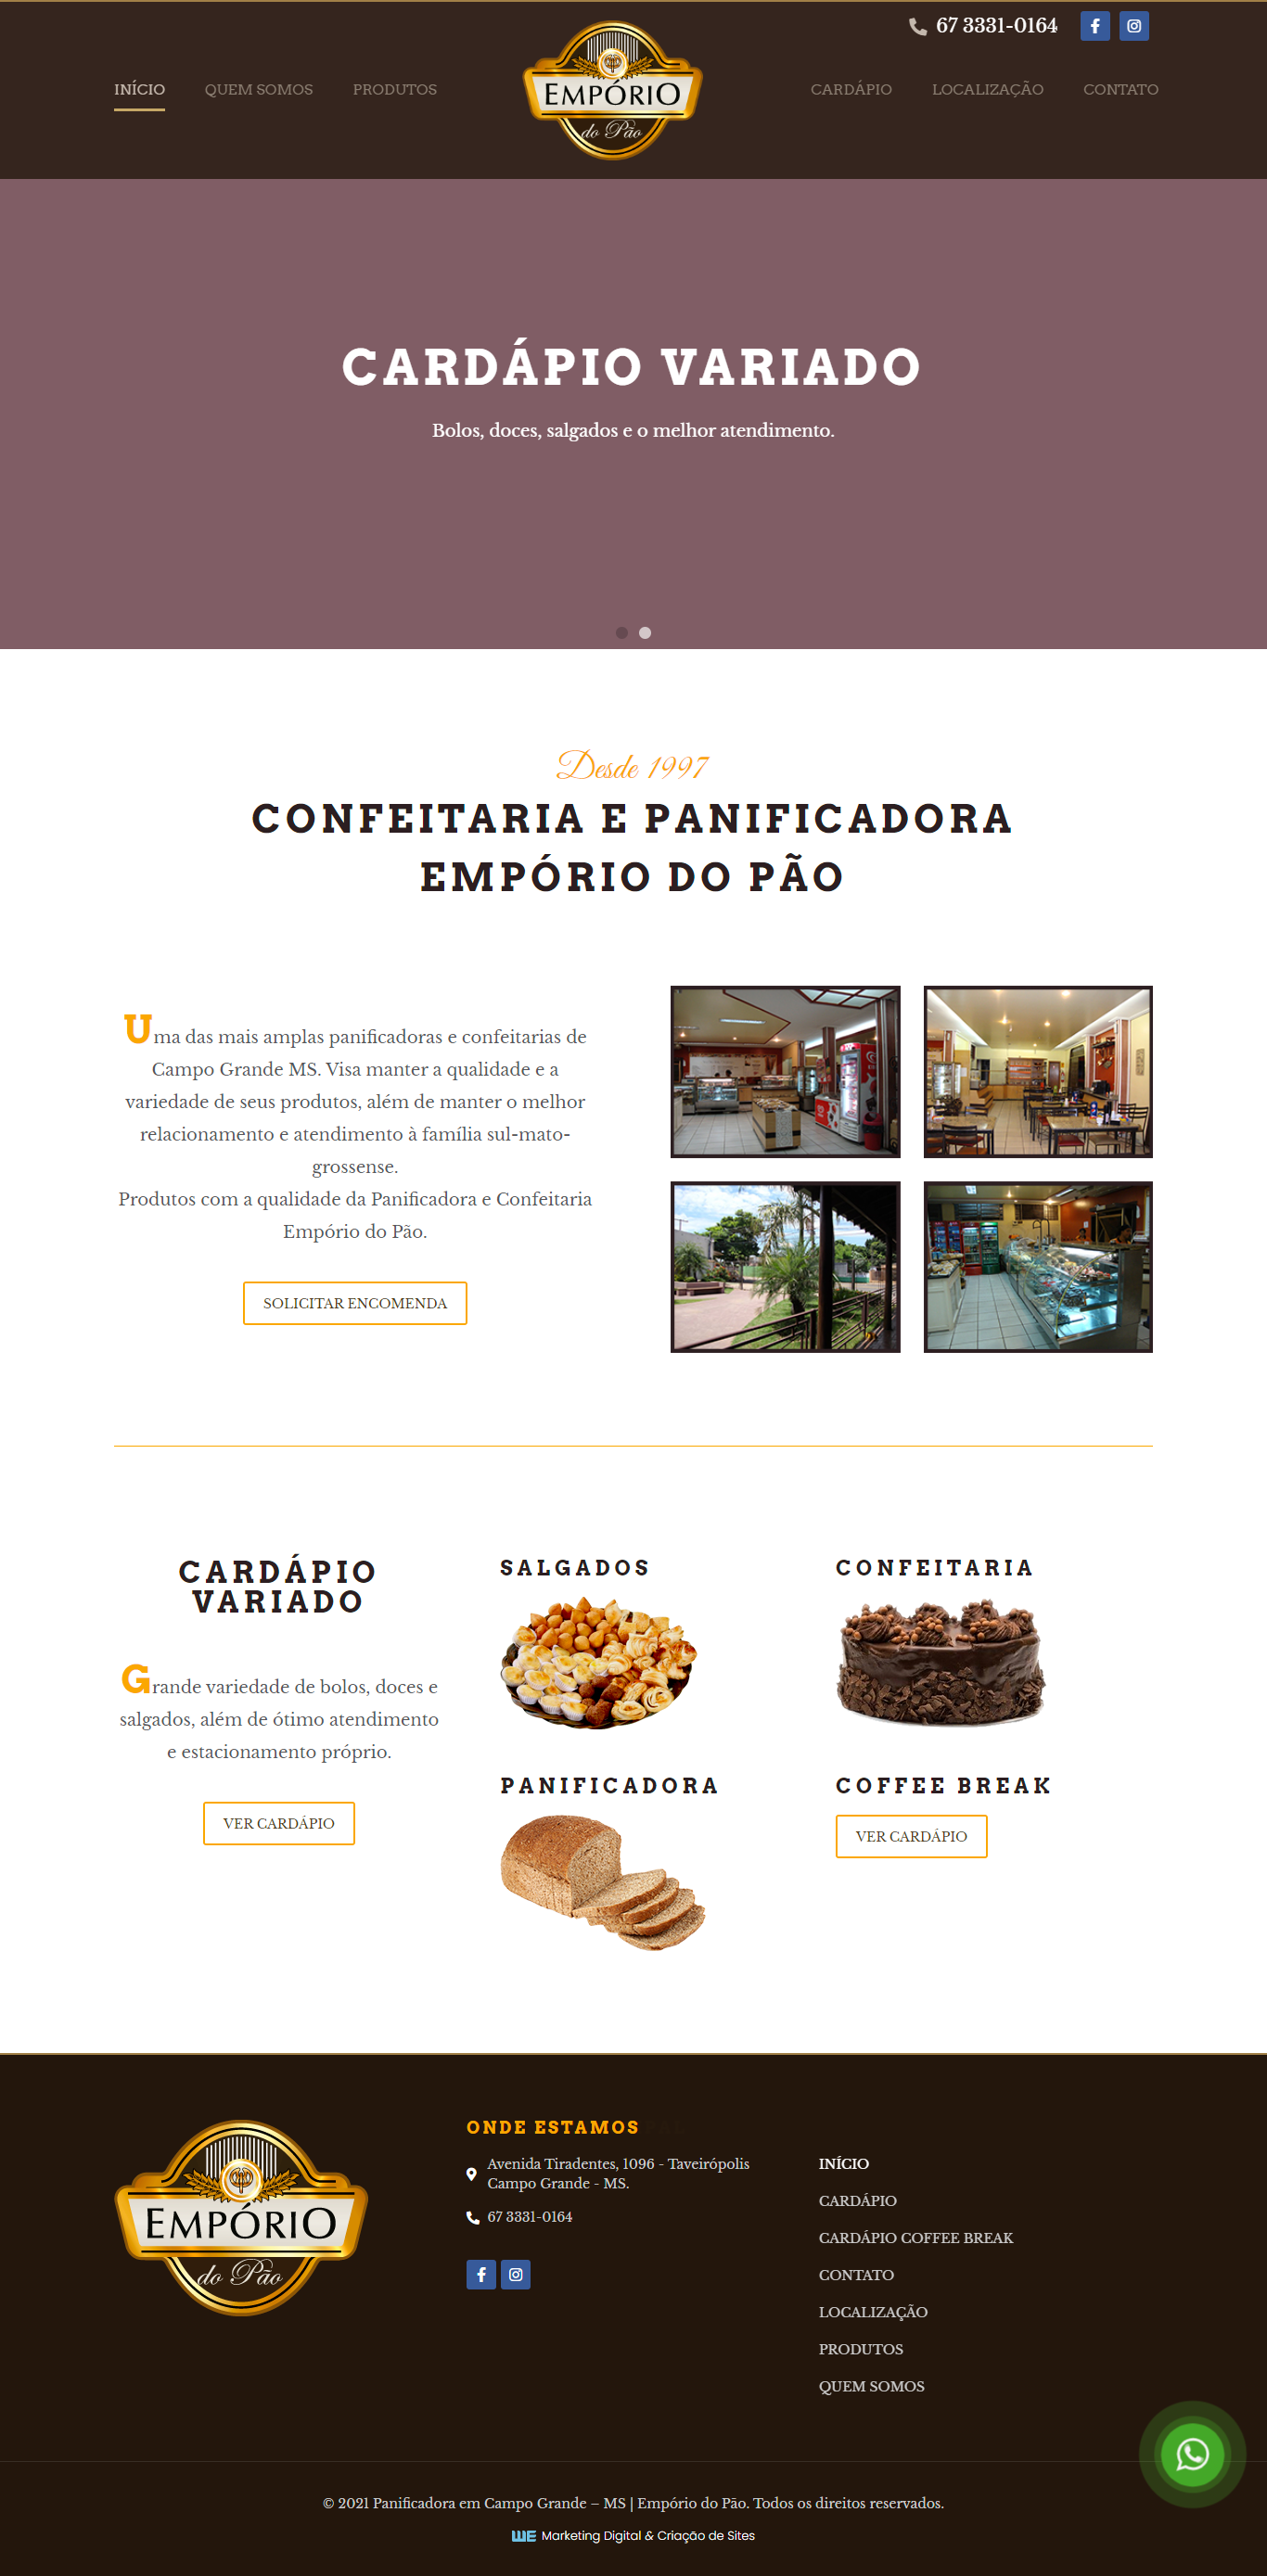 67 3331-0164
INÍCIO
QUEM SOMOS
PRODUTOS
EMPÓRIO
do Pão
CARDÁPIO
LOCALIZAÇÃO
CONTATO
CARDÁPIO VARIADO
Bolos, doces, salgados e o melhor atendimento.
Desde 1997
CONFEITARIA E PANIFICADORA
EMPÓRIO DO PÃO
Uma das mais amplas panificadoras e confeitarias de
Campo Grande MS. Visa manter a qualidade e a
variedade de seus produtos, além de manter o melhor
relacionamento e atendimento à família sul-mato-
grossense.
Produtos com a qualidade da Panificadora e Confeitaria
Empório do Pão.
SOLICITAR ENCOMENDA
CARDÁPIO
VARIADO
Grande variedade de bolos, doces e
salgados, além de ótimo atendimento
e estacionamento próprio.
VER CARDÁPIO
SALGADOS
CONFEITARIA
PANIFICADORA
COFFEE BREAK
VER CARDÁPIO
EMPÓRIO
do Pão
ONDE ESTAMOS
Avenida Tiradentes, 1096 - Taveirópolis
Campo Grande - MS.
67 3331-0164
INÍCIO
CARDÁPIO
CARDÁPIO COFFEE BREAK
CONTATO
LOCALIZAÇÃO
PRODUTOS
QUEM SOMOS
© 2021 Panificadora em Campo Grande – MS | Empório do Pão. Todos os direitos reservados.
WE Marketing Digital & Criação de Sites